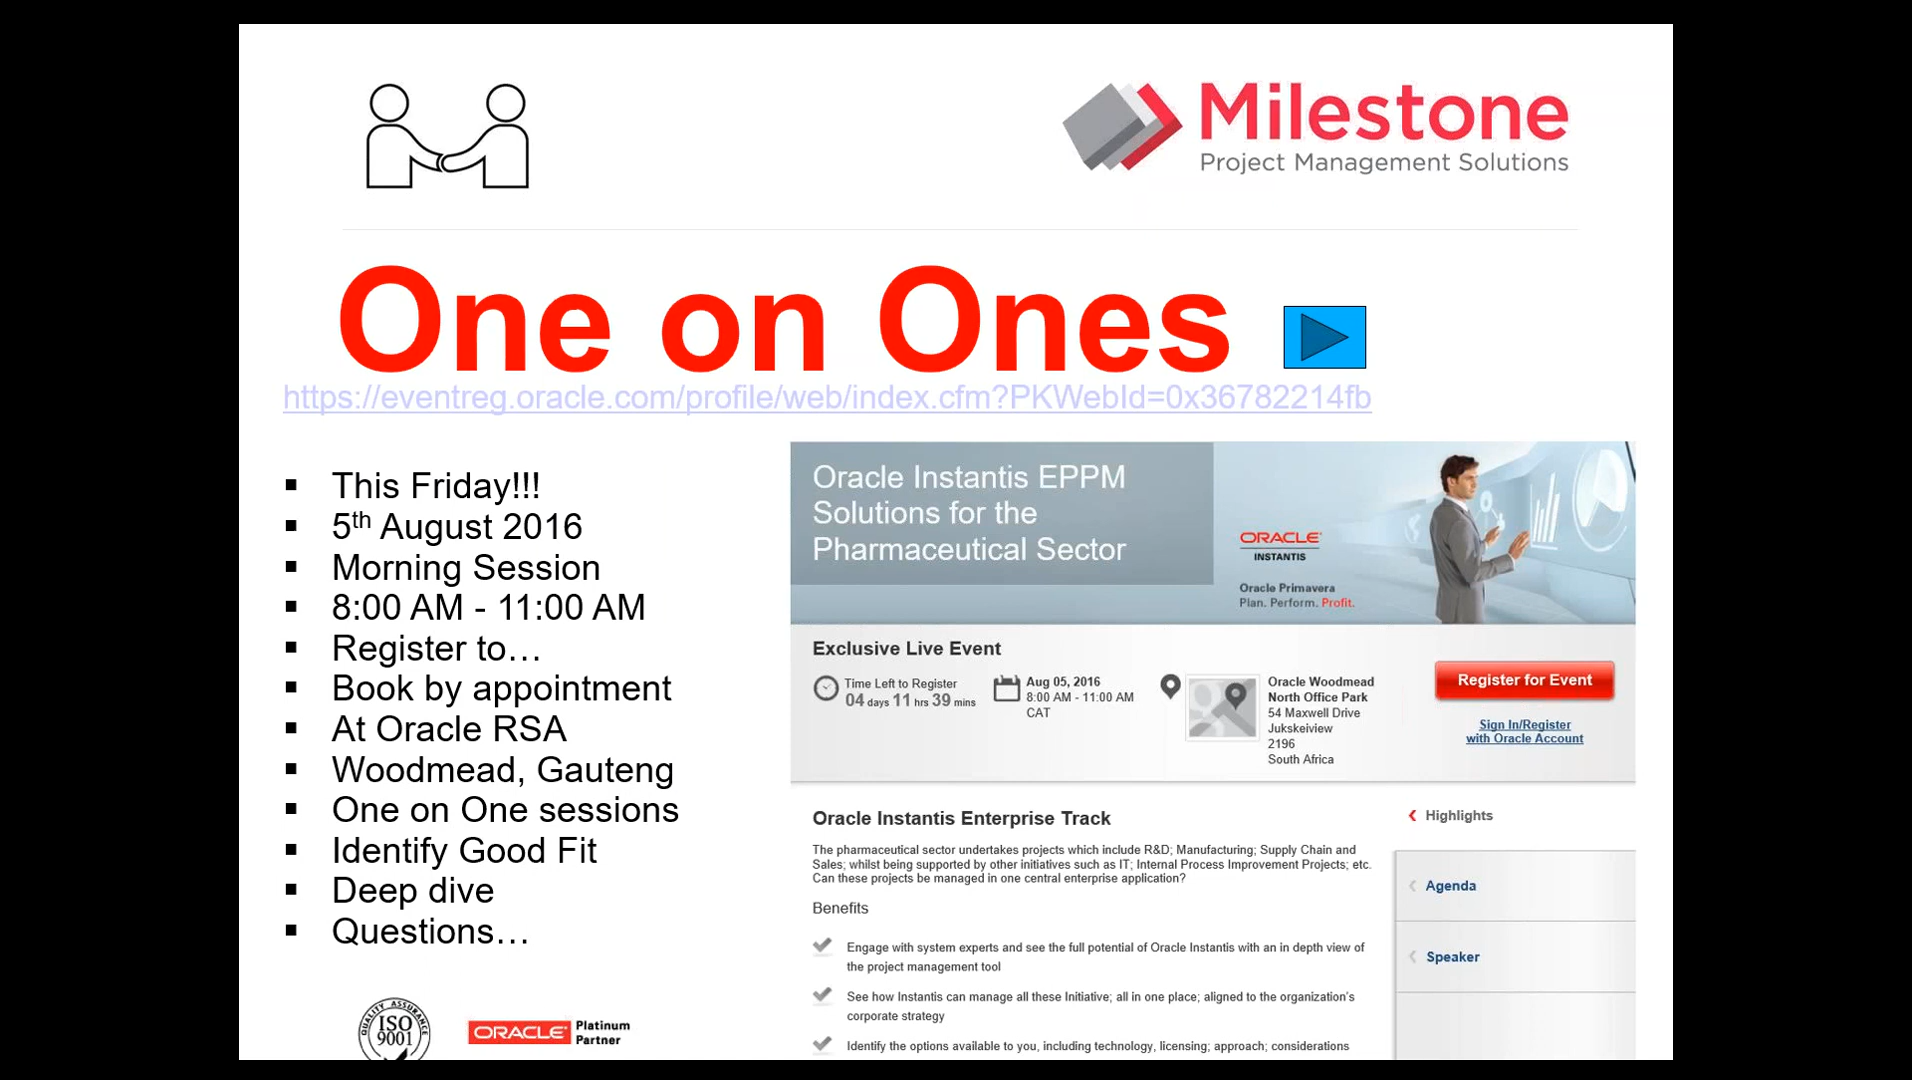 Milestone
Project Management Solutions
One on Ones
https://eventreg.oracle.com/profile/web/index.cfm?PKWebId=0x36782214fb
▪ This Friday!!!
▪ 5th August 2016
▪ Morning Session
▪ 8:00 AM - 11:00 AM
▪ Register to…
▪ Book by appointment
▪ At Oracle RSA
▪ Woodmead, Gauteng
▪ One on One sessions
▪ Identify Good Fit
▪ Deep dive
▪ Questions…
QUALITY ASSURANCE
ISO
9001
ORACLE
Platinum
Partner
Oracle Instantis EPPM
Solutions for the
Pharmaceutical Sector
ORACLE
INSTANTIS
Oracle Primavera
Plan. Perform. Profit.
Exclusive Live Event
Time Left to Register
04 days 11 hrs 39 mins
Aug 05, 2016
8:00 AM - 11:00 AM
CAT
Oracle Woodmead
North Office Park
54 Maxwell Drive
Jukskeiview
2196
South Africa
Register for Event
Sign In/Register
with Oracle Account
Oracle Instantis Enterprise Track
The pharmaceutical sector undertakes projects which include R&D; Manufacturing; Supply Chain and
Sales; whilst being supported by other initiatives such as IT; Internal Process Improvement Projects; etc.
Can these projects be managed in one central enterprise application?
Benefits
Engage with system experts and see the full potential of Oracle Instantis with an in depth view of
the project management tool
See how Instantis can manage all these Initiative; all in one place; aligned to the organization's
corporate strategy
Identify the options available to you, including technology, licensing; approach; considerations
Highlights
Agenda
Speaker